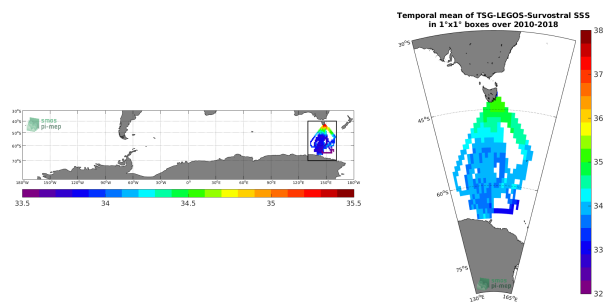 Temporal mean of TSG-LEGOS-Survostral SSS
in 1°x1° boxes over 2010-2018
smos
pi-mep
33.5 34 34.5 35 35.5
30°S
45°S
60°S
75°S
130°E 165°E
38
37
36
35
34
33
32
smos
pi-mep